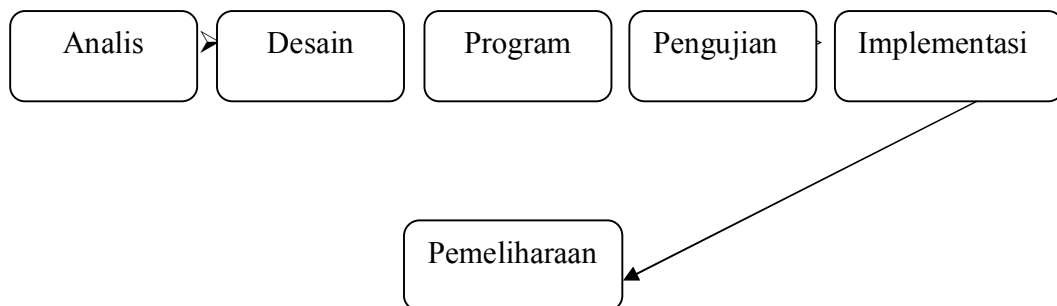 Analis
Desain
Program
Pengujian
Implementasi
Pemeliharaan